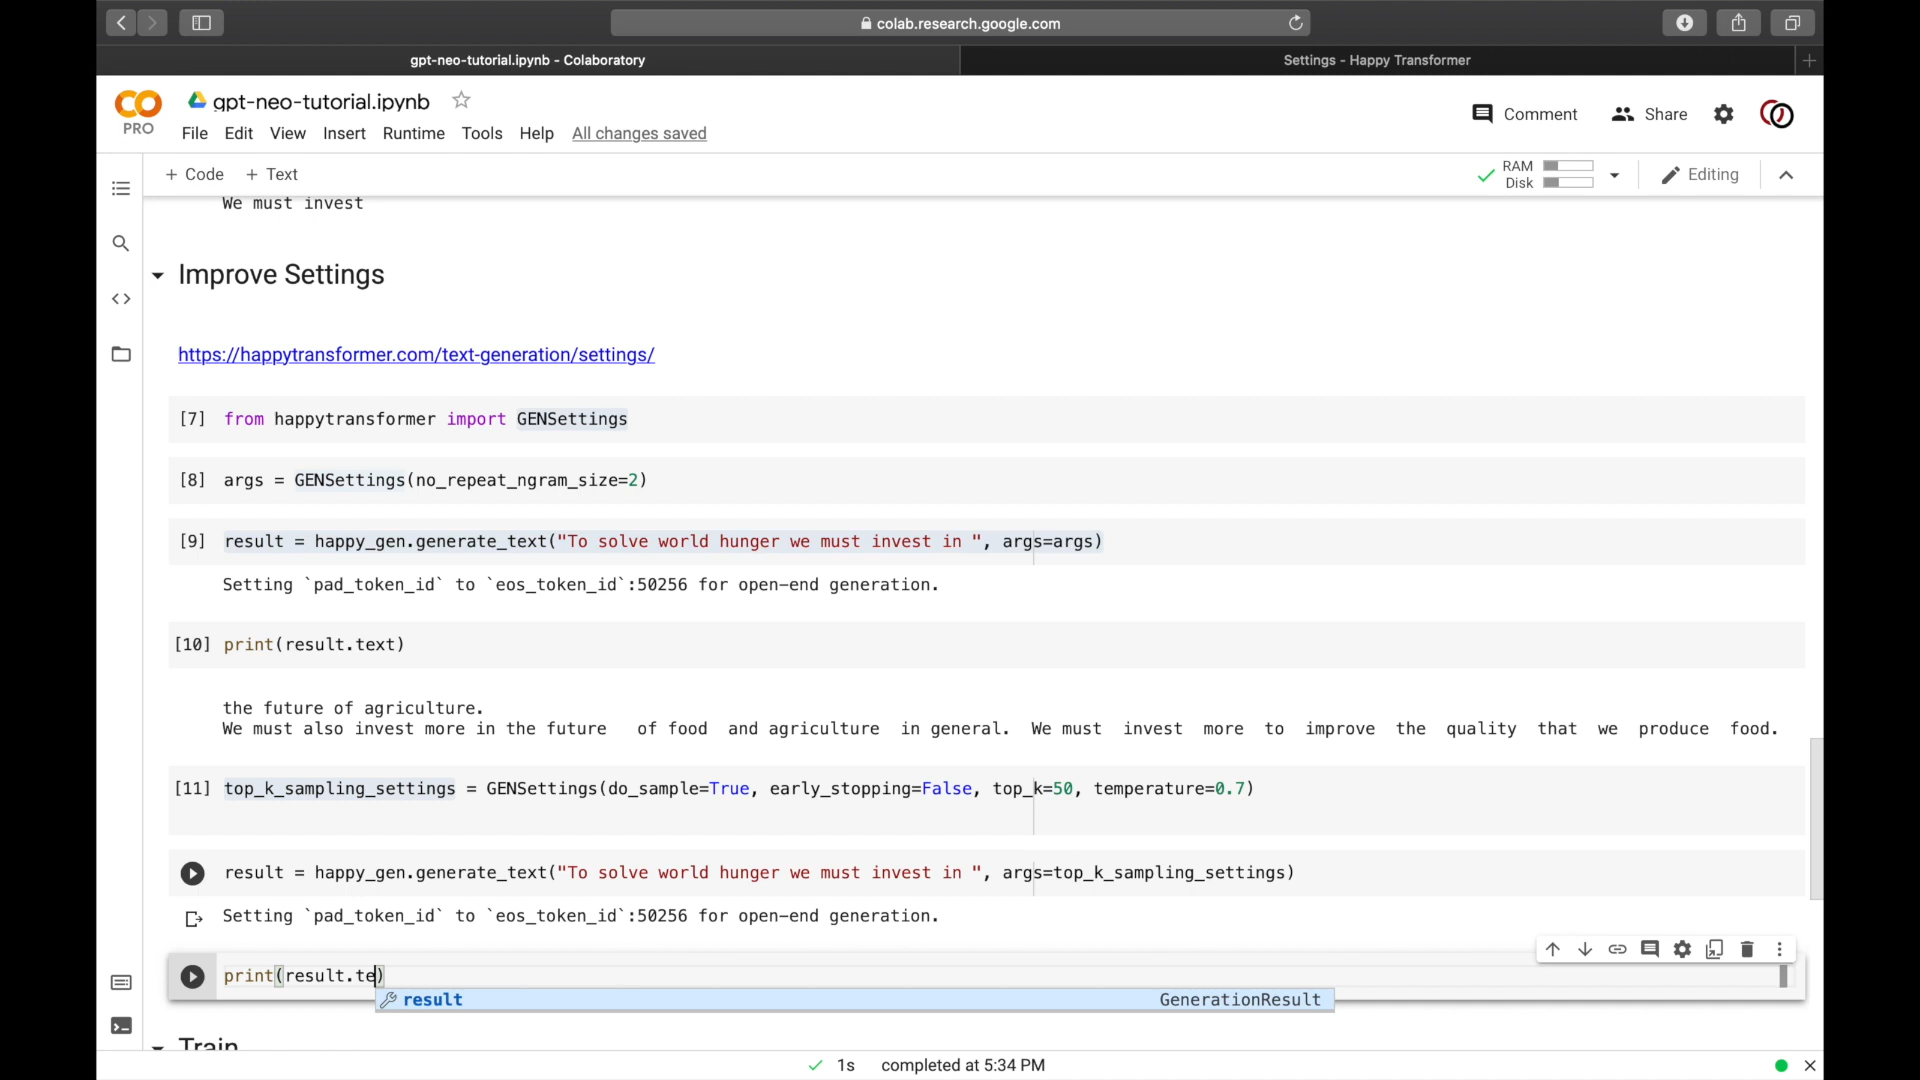 colab.research.google.com
gpt-neo-tutorial.ipynb - Colaboratory
Settings - Happy Transformer
gpt-neo-tutorial.ipynb
PRO
File Edit View Insert Runtime Tools Help All changes saved
Comment Share
+ Code + Text
RAM
Disk
Editing
We must invest
Improve Settings
https://happytransformer.com/text-generation/settings/
[7] from happytransformer import GENSettings
[8] args = GENSettings(no_repeat_ngram_size=2)
[9] result = happy_gen.generate_text("To solve world hunger we must invest in ", args=args)
Setting `pad_token_id` to `eos_token_id`:50256 for open-end generation.
[10] print(result.text)
the future of agriculture.
We must also invest more in the future of food and agriculture in general. We must invest more to improve the quality that we produce food.
[11] top_k_sampling_settings = GENSettings(do_sample=True, early_stopping=False, top_k=50, temperature=0.7)
result = happy_gen.generate_text("To solve world hunger we must invest in ", args=top_k_sampling_settings)
Setting `pad_token_id` to `eos_token_id`:50256 for open-end generation.
print(result.te)
result GenerationResult
Train
1s completed at 5:34 PM